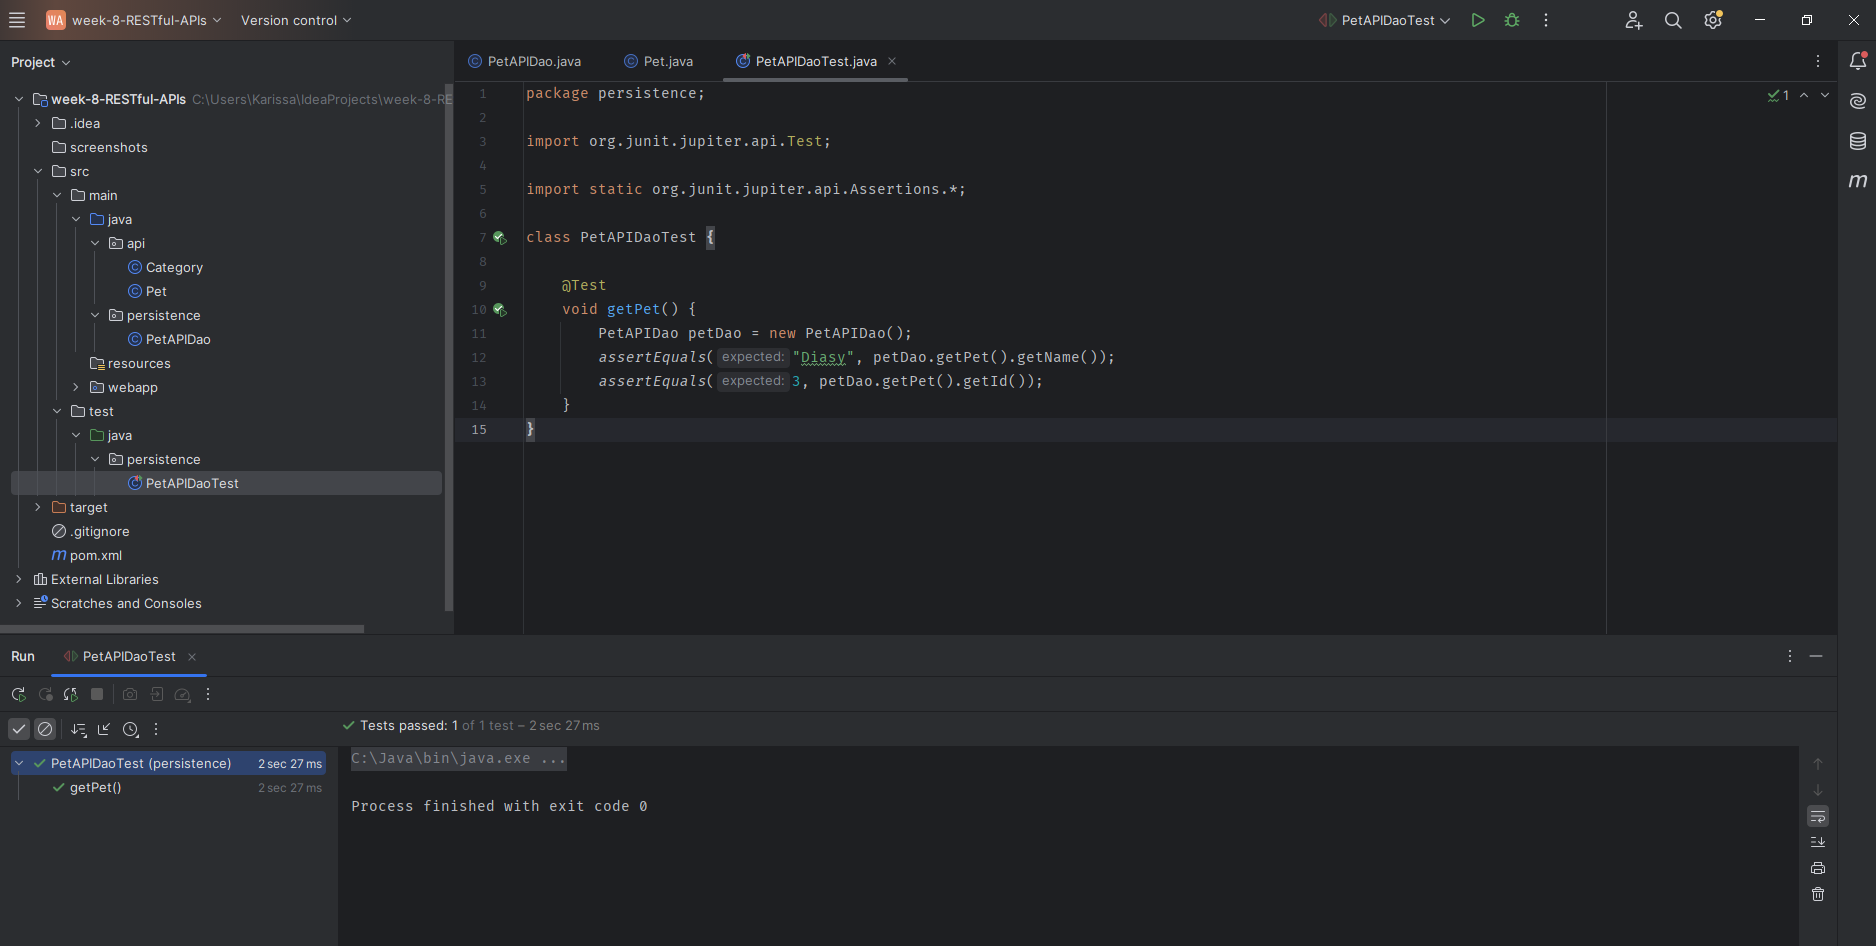 WA week-8-RESTful-APIs Version control PetAPIDaoTest
Project
PetAPIDao.java Pet.java PetAPIDaoTest.java
week-8-RESTful-APIs C:\Users\Karissa\IdeaProjects\week-8-RE
.idea
screenshots
src
main
java
api
Category
Pet
persistence
PetAPIDao
resources
webapp
test
java
persistence
PetAPIDaoTest
target
.gitignore
m pom.xml
External Libraries
Scratches and Consoles
1 package persistence;
2
3 import org.junit.jupiter.api.Test;
4
5 import static org.junit.jupiter.api.Assertions.*;
6
7 class PetAPIDaoTest {
8
9 @Test
10 void getPet() {
11 PetAPIDao petDao = new PetAPIDao();
12 assertEquals( expected: "Diasy", petDao.getPet().getName());
13 assertEquals( expected: 3, petDao.getPet().getId());
14 }
15 }
1
m
Run PetAPIDaoTest
Tests passed: 1 of 1 test – 2 sec 27 ms
PetAPIDaoTest (persistence) 2 sec 27 ms
getPet() 2 sec 27 ms
C:\Java\bin\java.exe ...
Process finished with exit code 0